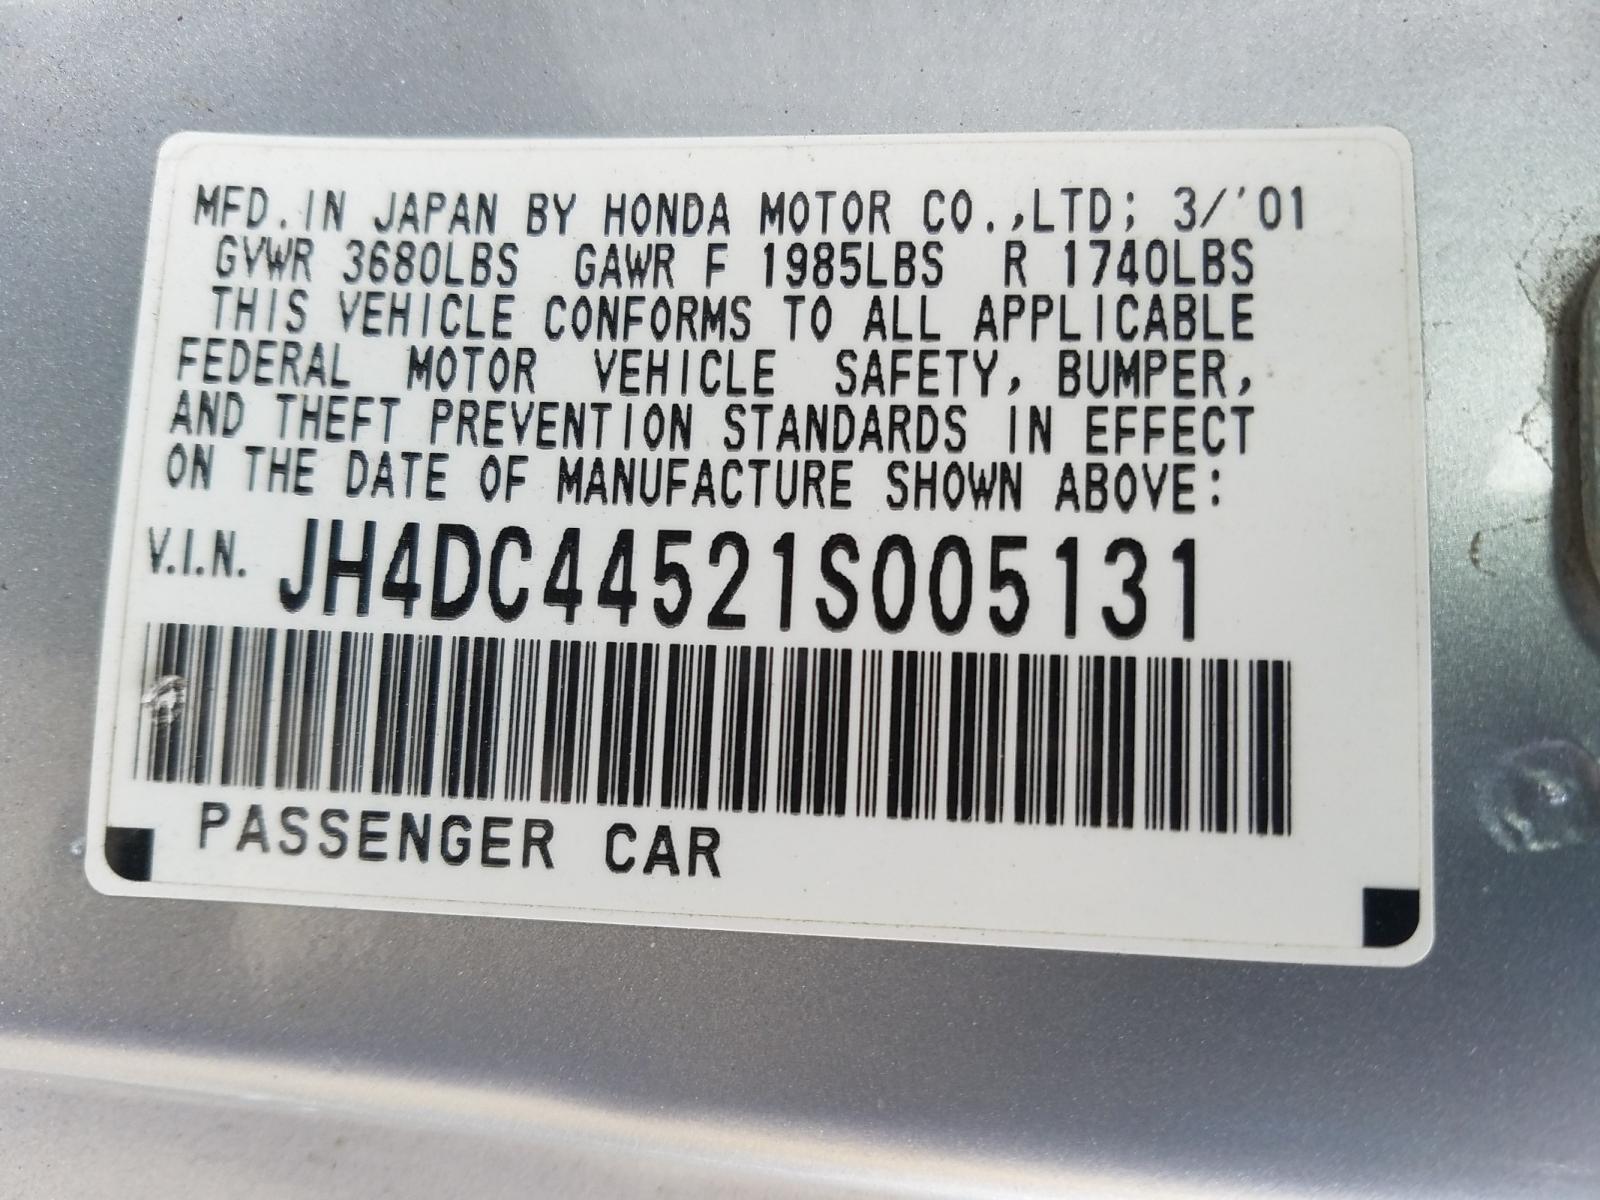 MFD. IN JAPAN BY HONDA MOTOR CO.,LTD; 3/'01
GVWR 3680LBS GAWR F 1985LBS R 1740LBS
THIS VEHICLE CONFORMS TO ALL APPLICABLE
FEDERAL MOTOR VEHICLE SAFETY, BUMPER,
AND THEFT PREVENTION STANDARDS IN EFFECT
ON THE DATE OF MANUFACTURE SHOWN ABOVE:
V.I.N. JH4DC44521S005131
PASSENGER CAR